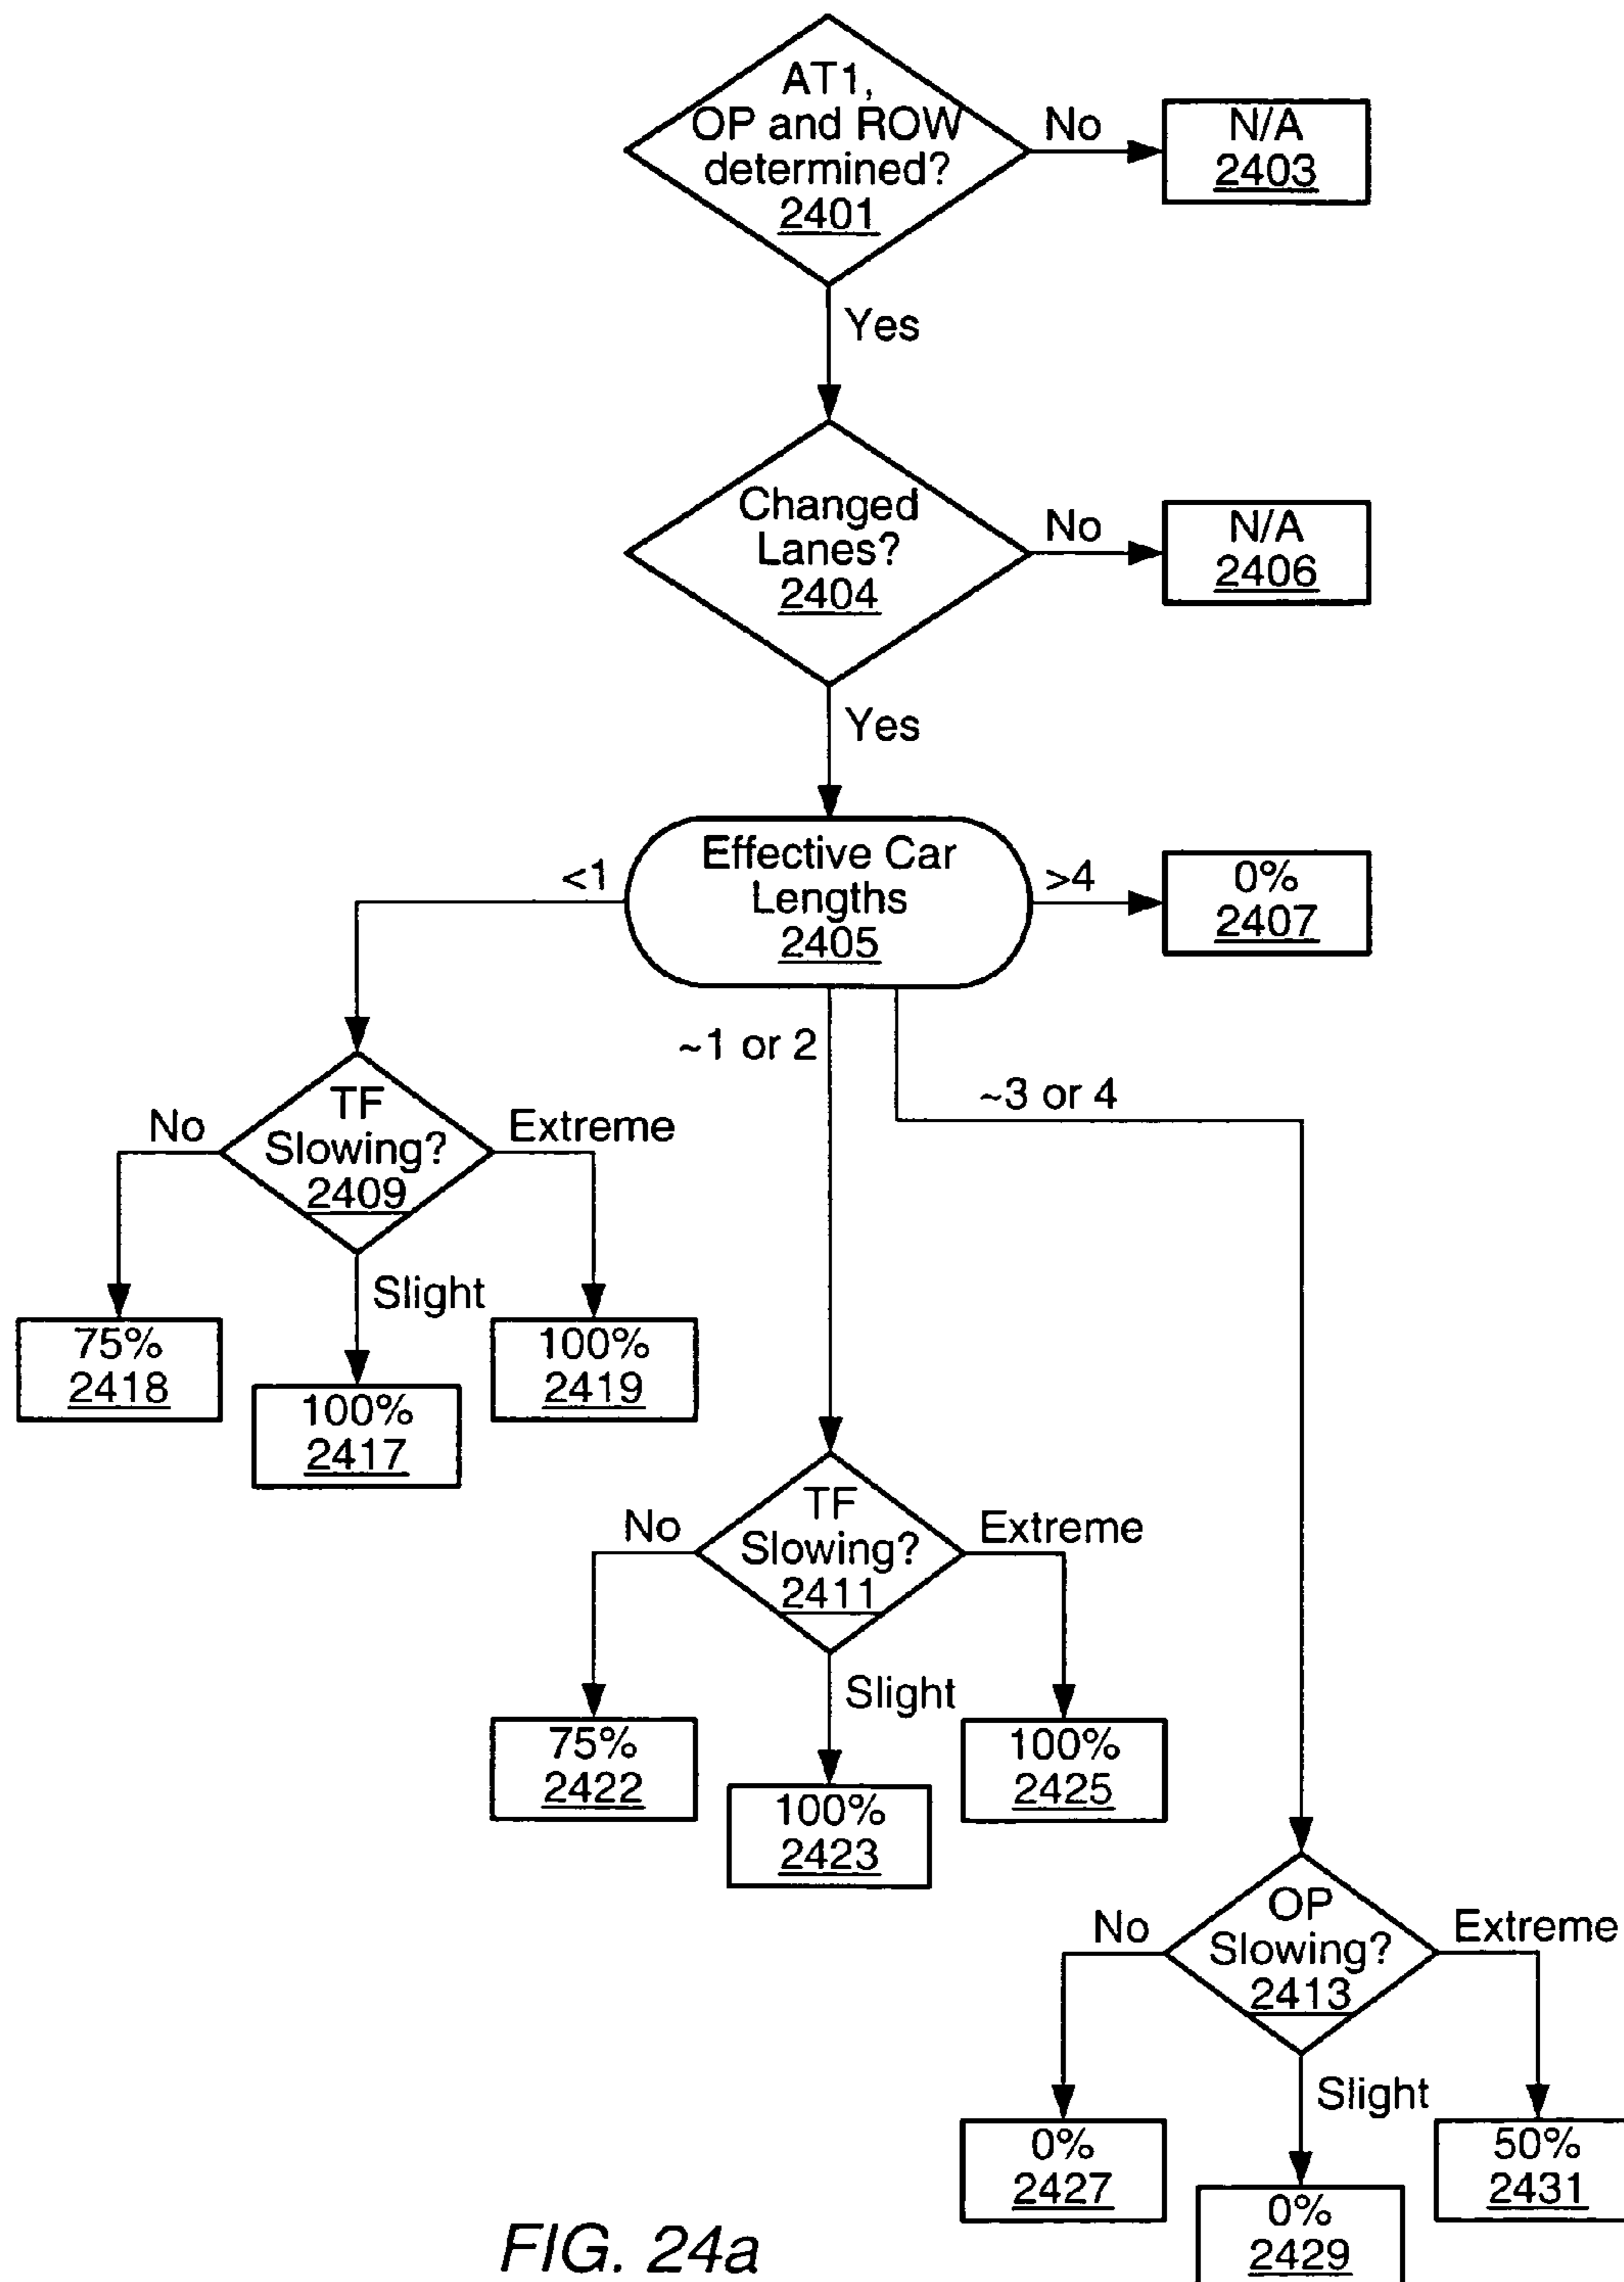 AT1,
OP and ROW
determined?
2401
No
N/A
2403
Yes
Changed
Lanes?
2404
No
N/A
2406
Yes
Effective Car
Lengths
2405
<1
>4
0%
2407
~1 or 2
~3 or 4
TF
Slowing?
2409
No
Extreme
Slight
75%
2418
100%
2419
100%
2417
TF
Slowing?
2411
No
Extreme
Slight
75%
2422
100%
2425
100%
2423
OP
Slowing?
2413
No
Extreme
Slight
0%
2427
50%
2431
0%
2429
FIG. 24a